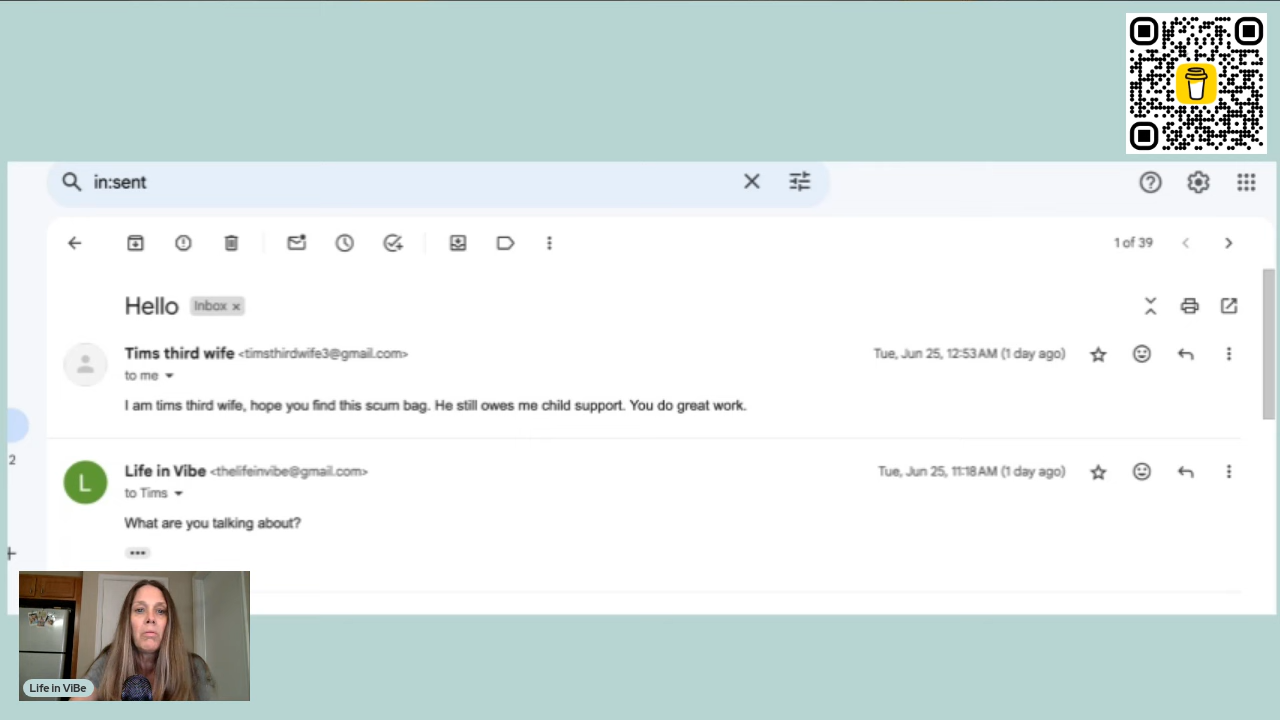 in:sent
1 of 39
Hello Inbox x
Tims third wife <timsthirdwife3@gmail.com> Tue, Jun 25, 12:53 AM (1 day ago)
to me
I am tims third wife, hope you find this scum bag. He still owes me child support. You do great work.
2
Life in Vibe <thelifeinvibe@gmail.com> Tue, Jun 25, 11:18 AM (1 day ago)
L
to Tims
What are you talking about?
Life in ViBe